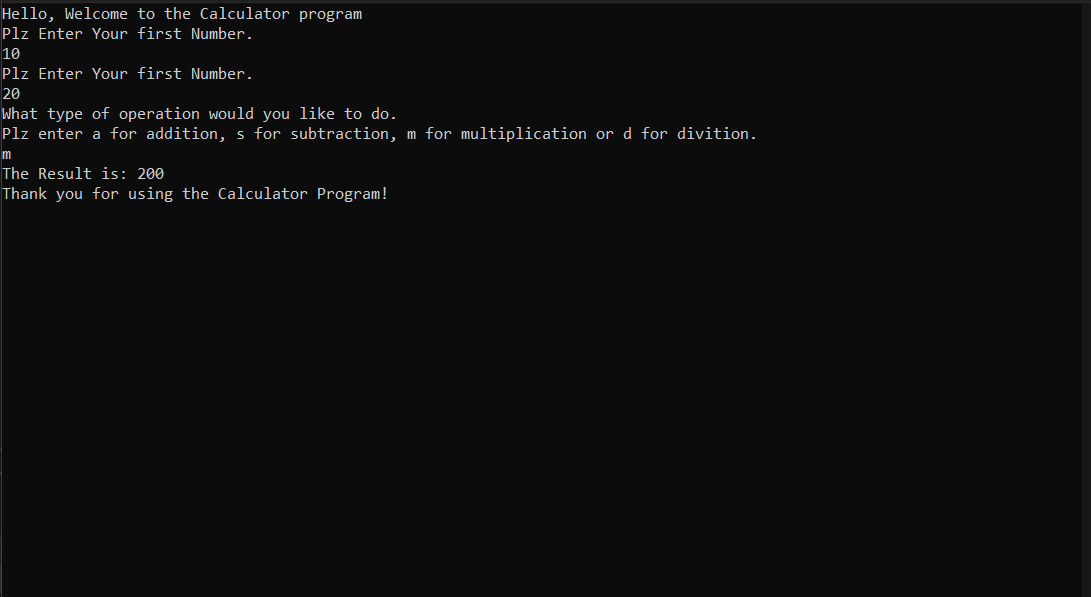 Hello, Welcome to the Calculator program
Plz Enter Your first Number.
10
Plz Enter Your first Number.
20
What type of operation would you like to do.
Plz enter a for addition, s for subtraction, m for multiplication or d for divition.
m
The Result is: 200
Thank you for using the Calculator Program!